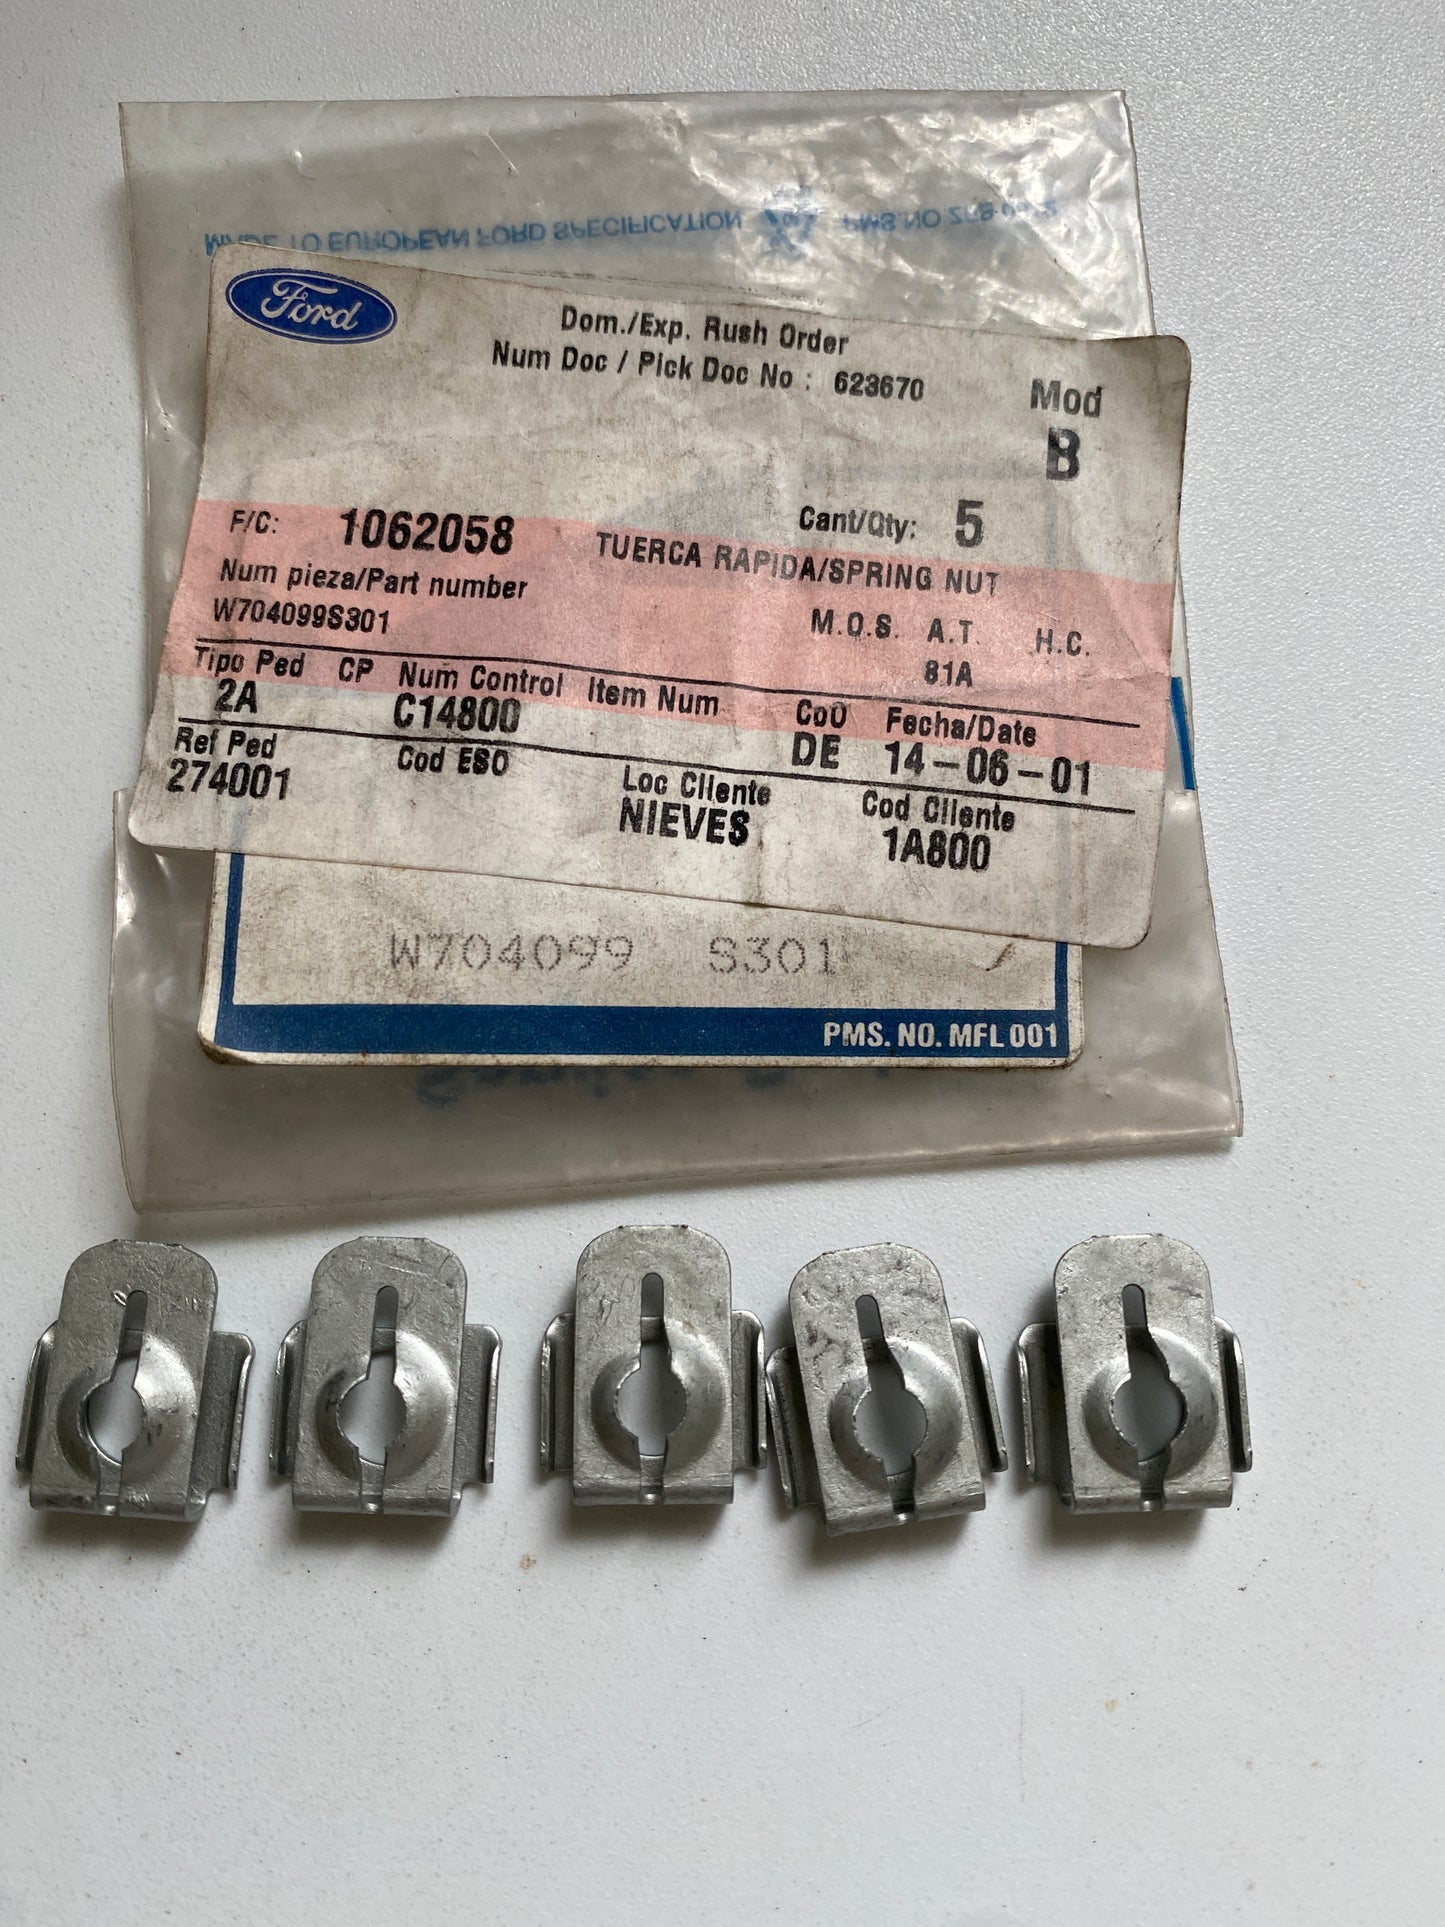 MADE TO EUROPEAN FORD SPECIFICATION
PMS.NO
Ford
Dom./Exp. Rush Order
Num Doc / Pick Doc No : 623670
Mod
B
F/C: 1062058
Cant/Qty: 5
TUERCA RAPIDA/SPRING NUT
Num pieza/Part number
W704099S301
M.O.S. A.T. H.C.
81A
Tipo Ped CP Num Control Item Num CoO Fecha/Date
2A C14800 DE 14-06-01
Ref Ped Cod ESO Loc Cliente Cod Cliente
274001 NIEVES 1A800
W704099 S301
PMS. NO. MFL 001